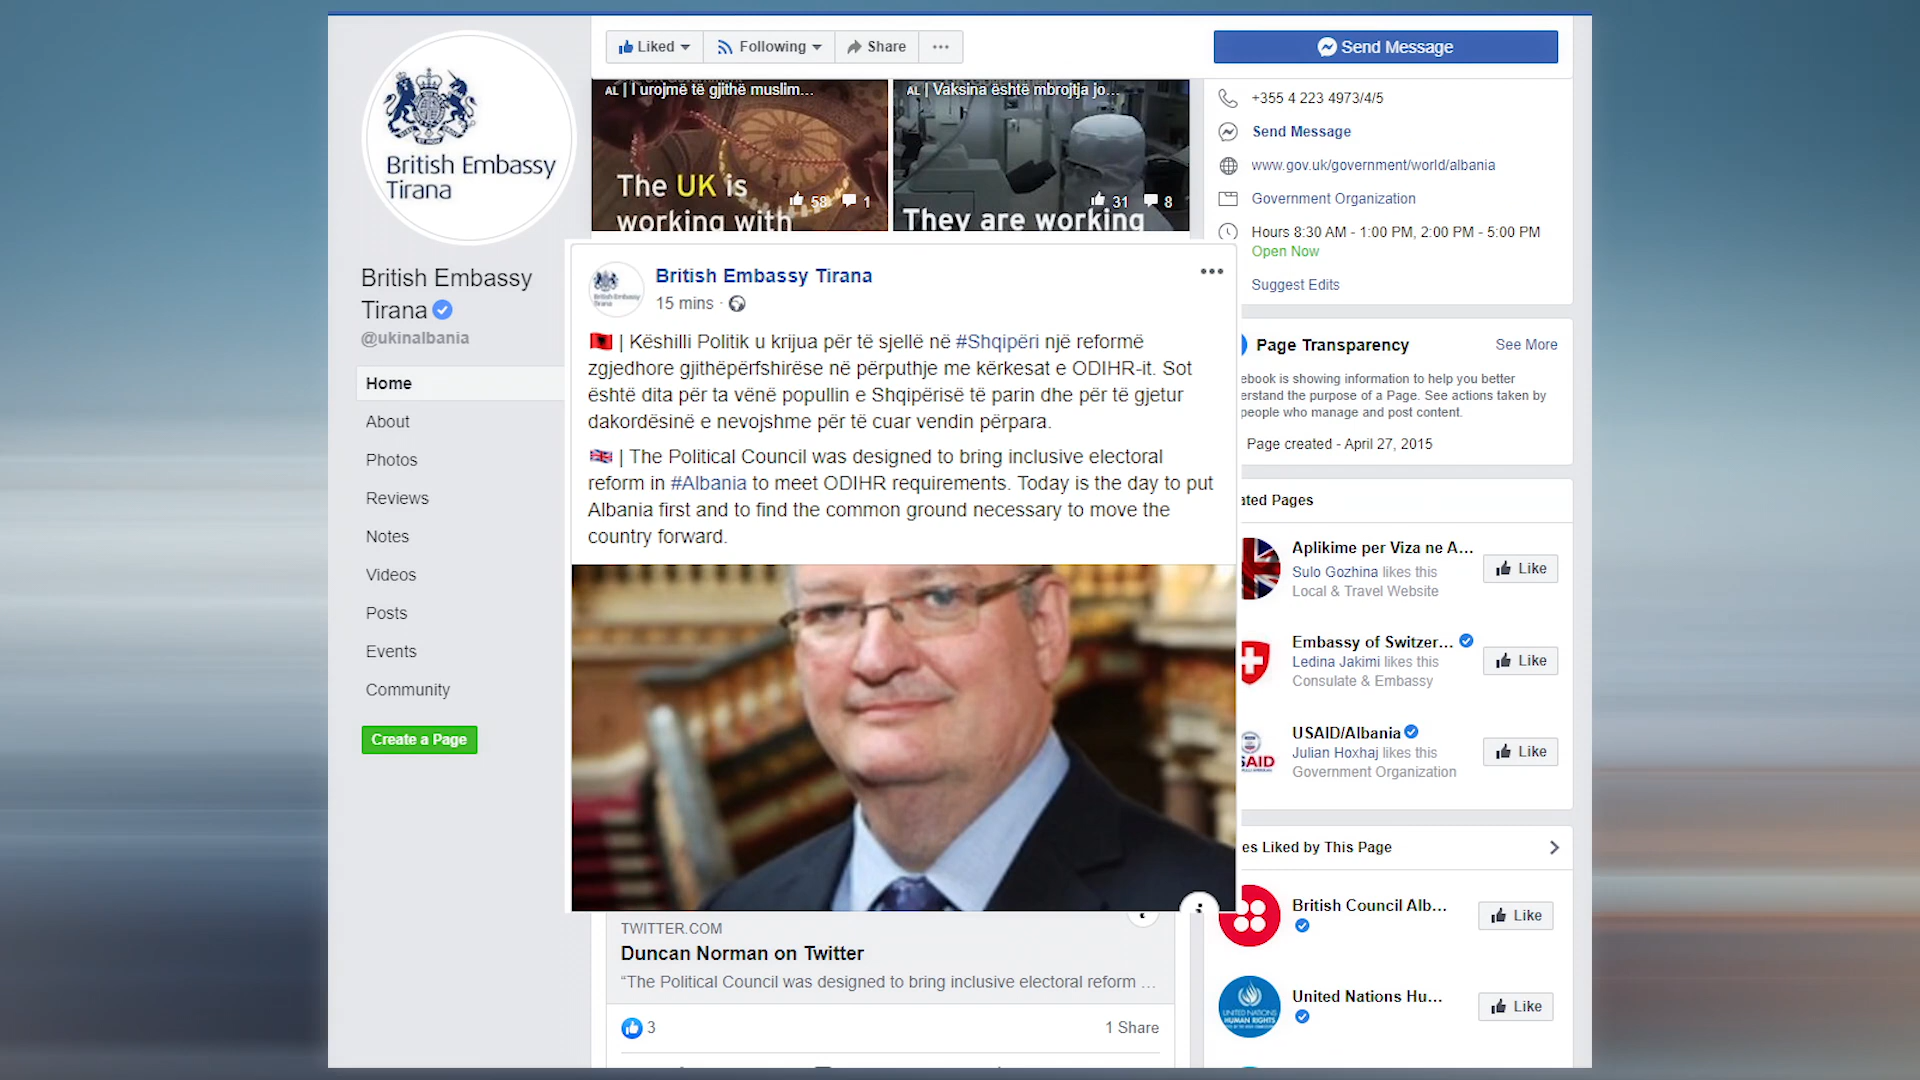 British Embassy
Tirana
British Embassy
Tirana
@ukinalbania
Home
About
Photos
Reviews
Notes
Videos
Posts
Events
Community
Create a Page
Liked
Following
Share
Send Message
AL | I urojmë të gjithë muslim...
The UK is
working with
58 1
AL | Vaksina është mbrojtja jo...
They are working
31 8
British Embassy Tirana
15 mins ·
| Këshilli Politik u krijua për të sjellë në #Shqipëri një reformë
zgjedhore gjithëpërfshirëse në përputhje me kërkesat e ODIHR-it. Sot
është dita për ta vënë popullin e Shqipërisë të parin dhe për të gjetur
dakordësinë e nevojshme për të cuar vendin përpara.
| The Political Council was designed to bring inclusive electoral
reform in #Albania to meet ODIHR requirements. Today is the day to put
Albania first and to find the common ground necessary to move the
country forward.
TWITTER.COM
Duncan Norman on Twitter
“The Political Council was designed to bring inclusive electoral reform ...
3
1 Share
+355 4 223 4973/4/5
Send Message
www.gov.uk/government/world/albania
Government Organization
Hours 8:30 AM - 1:00 PM, 2:00 PM - 5:00 PM
Open Now
Suggest Edits
Page Transparency
See More
ebook is showing information to help you better
erstand the purpose of a Page. See actions taken by
people who manage and post content.
Page created - April 27, 2015
ated Pages
Aplikime per Viza ne A...
Sulo Gozhina likes this
Local & Travel Website
Like
Embassy of Switzer...
Ledina Jakimi likes this
Consulate & Embassy
Like
USAID/Albania
Julian Hoxhaj likes this
Government Organization
Like
es Liked by This Page
British Council Alb...
Like
UNITED NATIONS
HUMAN RIGHTS
United Nations Hu...
Like